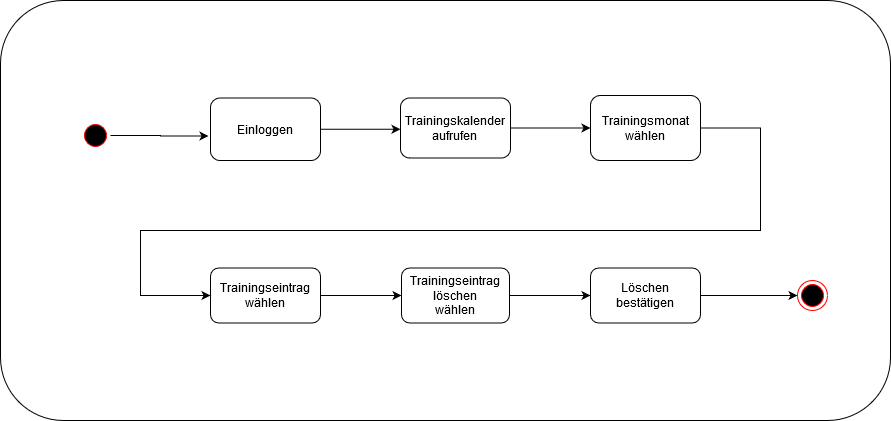 Einloggen
Trainingskalender
aufrufen
Trainingsmonat
wählen
Trainingseintrag
wählen
Trainingseintrag
löschen
wählen
Löschen
bestätigen